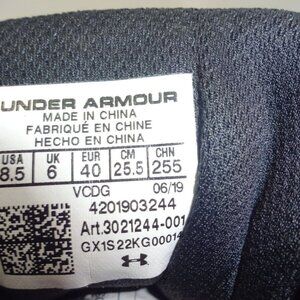 UNDER ARMOUR
MADE IN CHINA
FABRIQUÉ EN CHINE
HECHO EN CHINA
USA UK EUR CM CHN
8.5 6 40 25.5 255
VCDG 06/19
4201903244
Art.3021244-001
GX1S22KG00014